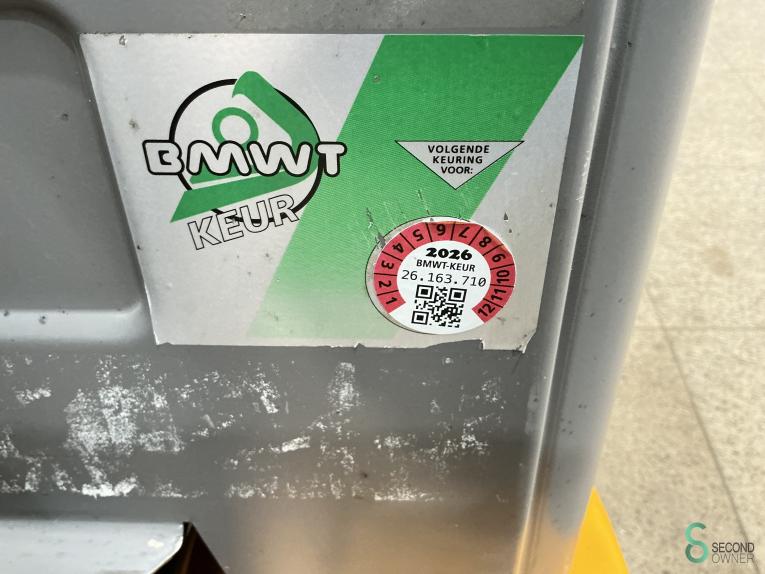 BMWT
KEUR
VOLGENDE
KEURING
VOOR:
1 2 3 4 5 6 7 8 9 10 11 12
2026
BMWT-KEUR
26.163.710
SECOND
OWNER